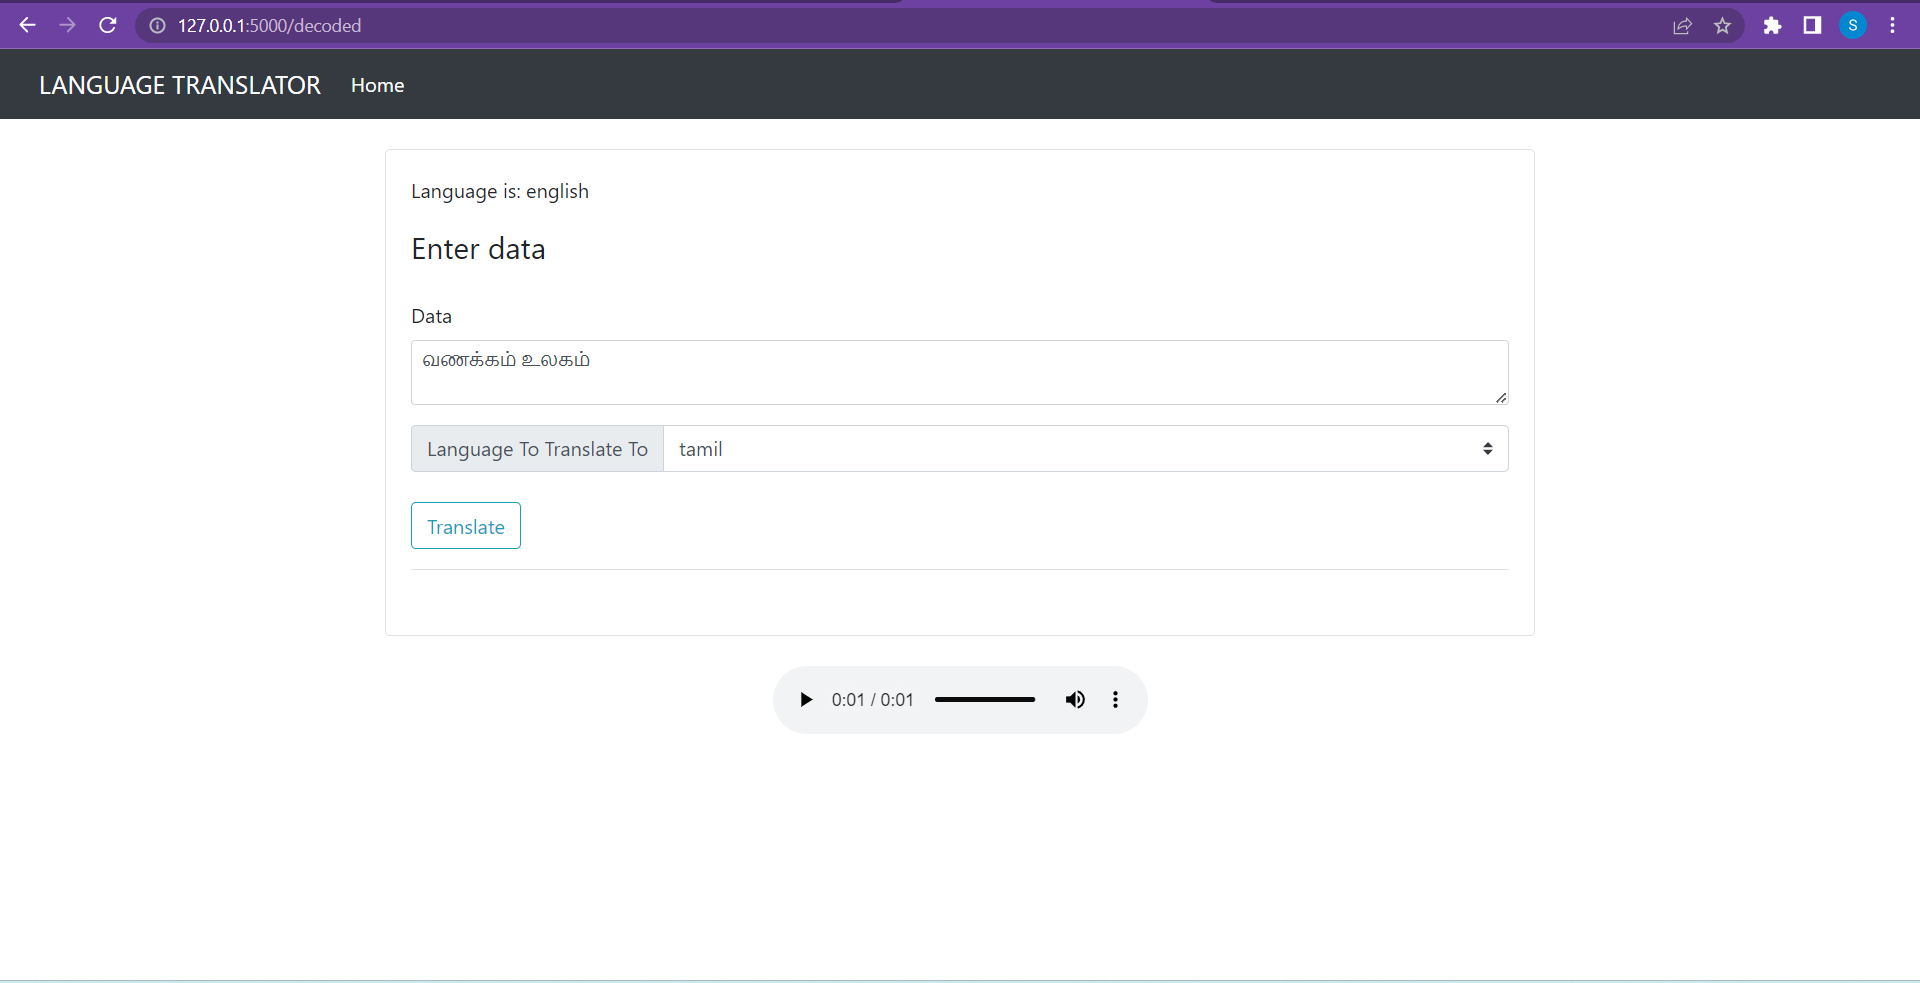 127.0.0.1:5000/decoded
S
LANGUAGE TRANSLATOR Home
Language is: english
Enter data
Data
வணக்கம் உலகம்
Language To Translate To tamil
Translate
0:01 / 0:01